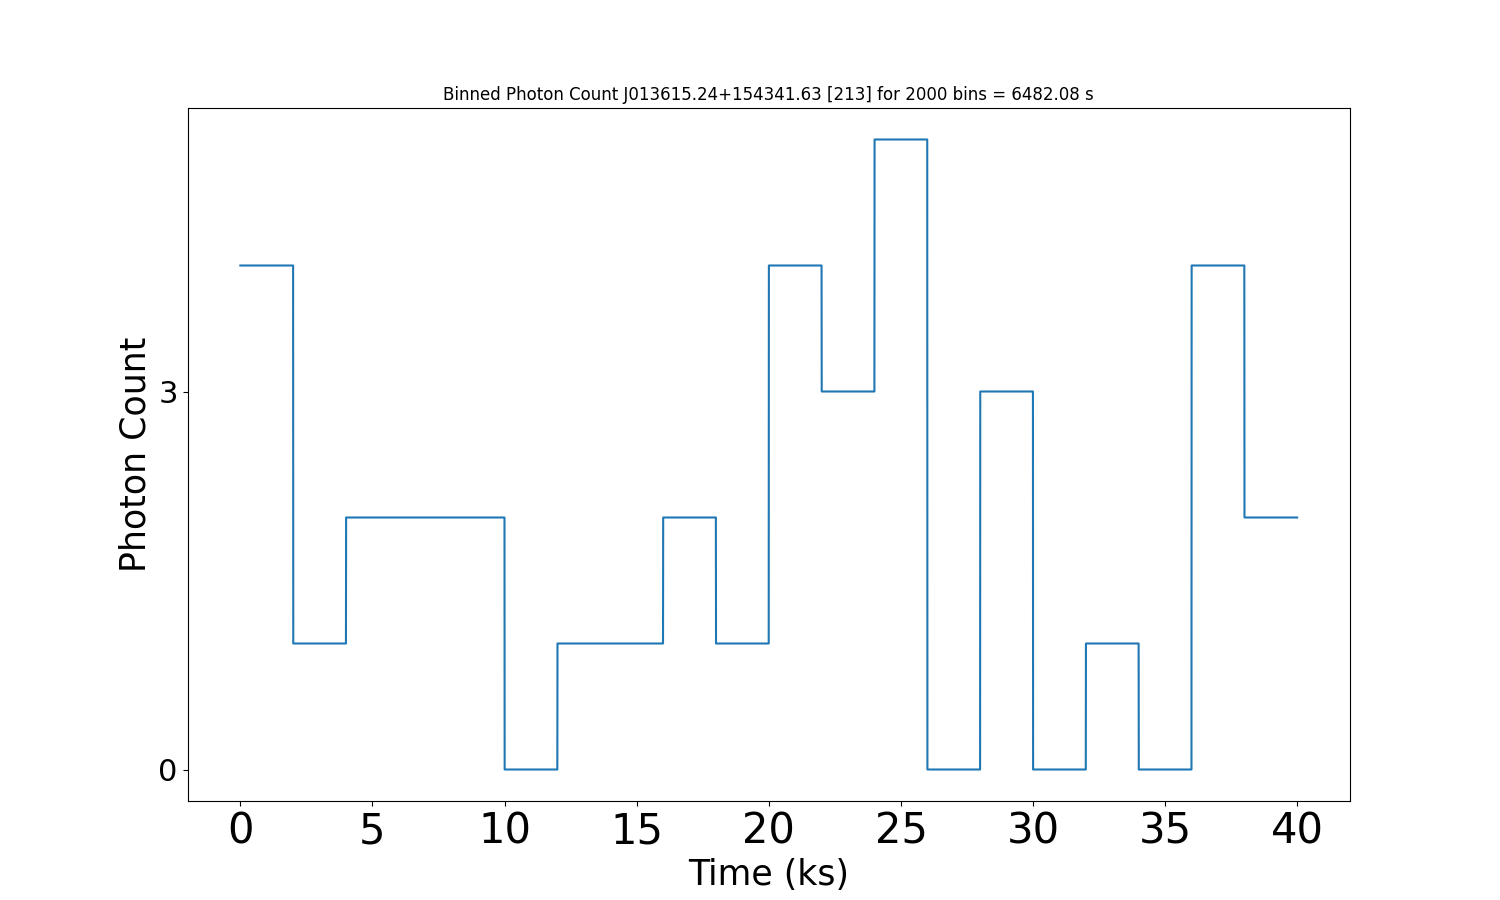 Binned Photon Count J013615.24+154341.63 [213] for 2000 bins = 6482.08 s
Photon Count
3
0
0 5 10 15 20 25 30 35 40
Time (ks)